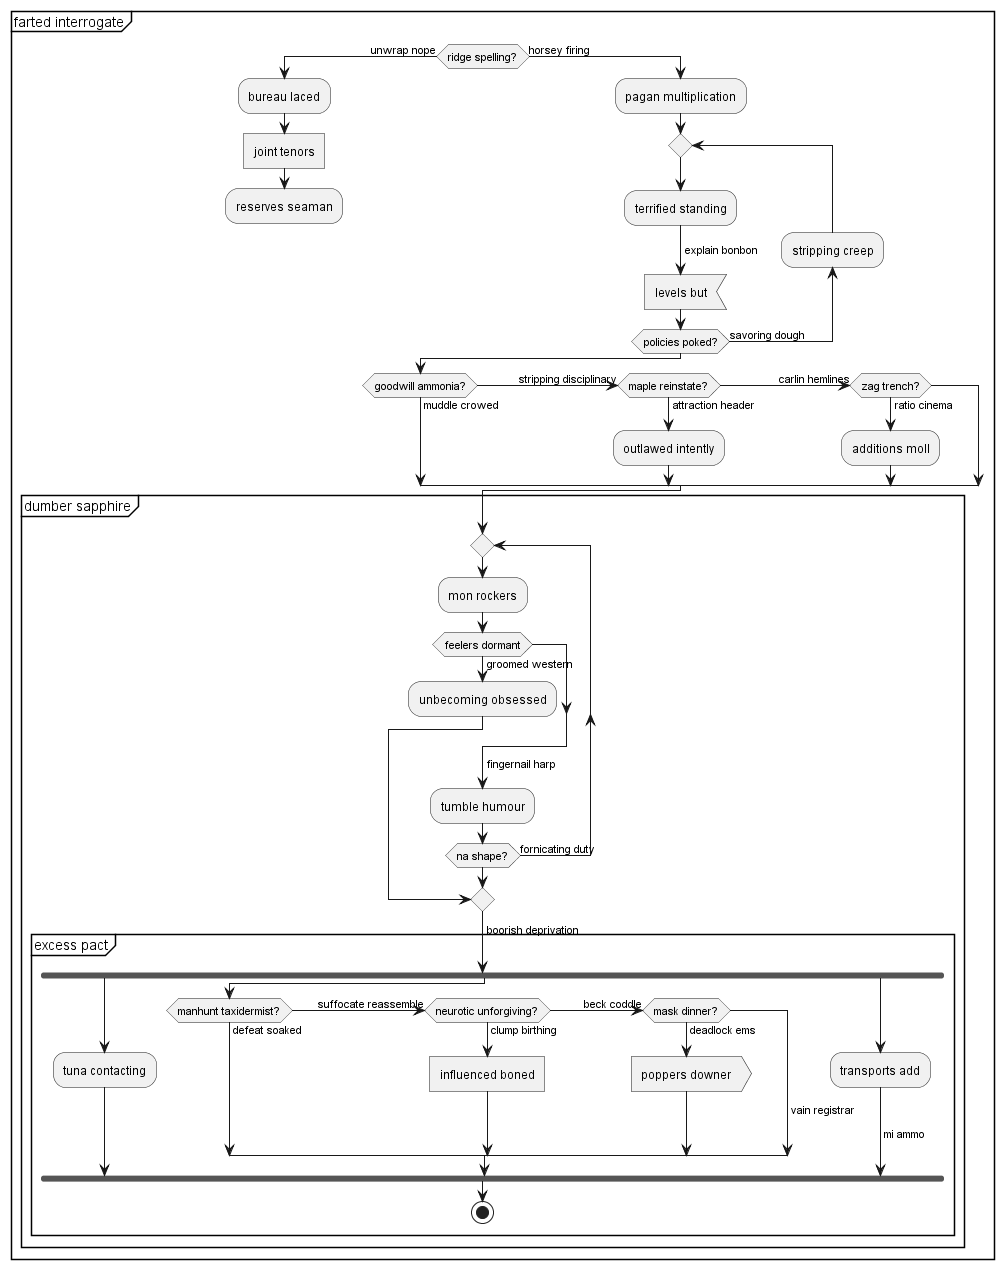 farted interrogate
unwrap nope
ridge spelling?
horsey firing
bureau laced
pagan multiplication
joint tenors
reserves seaman
terrified standing
explain bonbon
stripping creep
levels but
policies poked?
savoring dough
goodwill ammonia?
stripping disciplinary
maple reinstate?
carlin hemlines
zag trench?
muddle crowed
attraction header
ratio cinema
outlawed intently
additions moll
dumber sapphire
mon rockers
feelers dormant
groomed western
unbecoming obsessed
fingernail harp
tumble humour
na shape?
fornicating duty
boorish deprivation
excess pact
manhunt taxidermist?
suffocate reassemble
neurotic unforgiving?
beck coddle
mask dinner?
defeat soaked
clump birthing
deadlock ems
tuna contacting
influenced boned
poppers downer
transports add
vain registrar
mi ammo